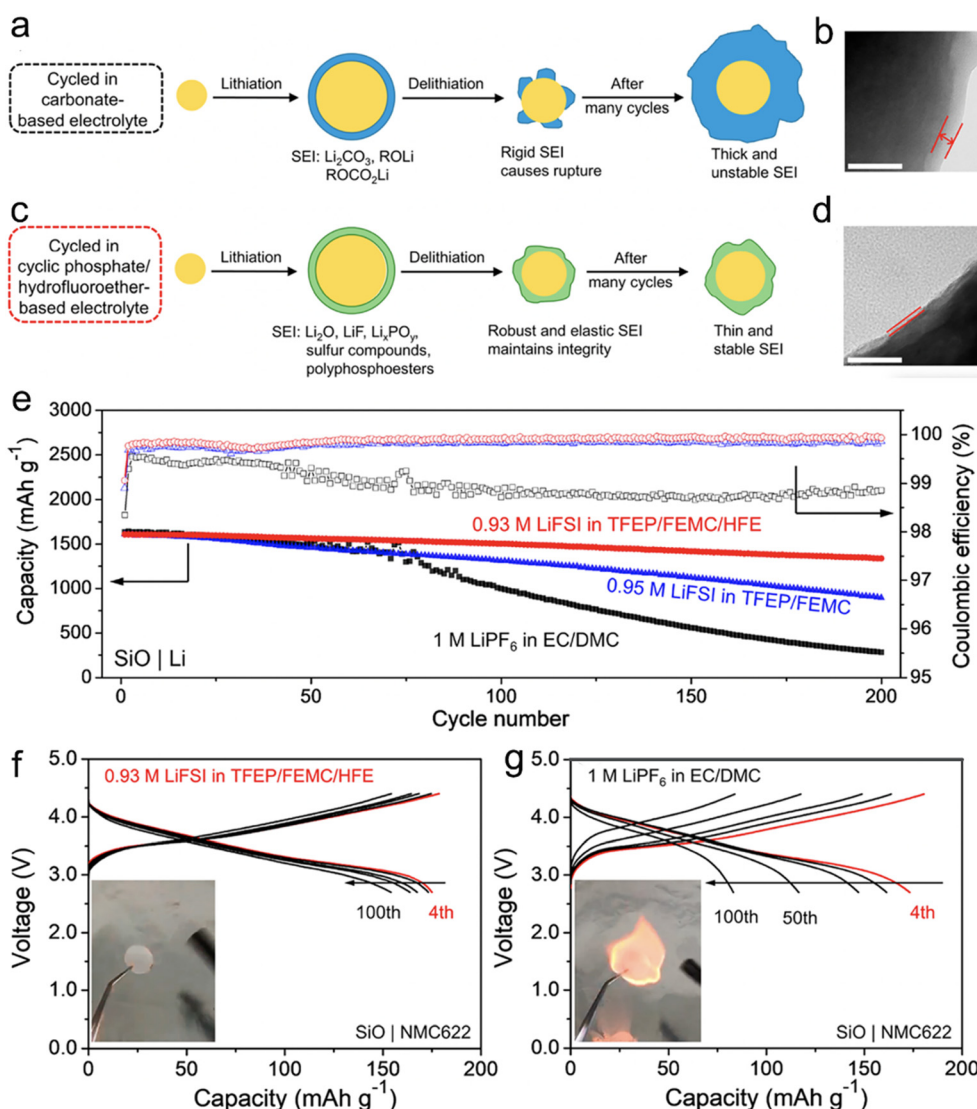 a
Cycled in
carbonate-
based electrolyte
Lithiation
SEI: Li₂CO₃, ROLi
ROCO₂Li
Delithiation
Rigid SEI
causes rupture
After
many cycles
Thick and
unstable SEI
b
c
Cycled in
cyclic phosphate/
hydrofluoroether-
based electrolyte
Lithiation
SEI: Li₂O, LiF, LiₓPOᵧ,
sulfur compounds,
polyphosphoesters
Delithiation
Robust and elastic SEI
maintains integrity
After
many cycles
Thin and
stable SEI
d
e
Capacity (mAh g⁻¹)
3000
2500
2000
1500
1000
500
0
0.93 M LiFSI in TFEP/FEMC/HFE
0.95 M LiFSI in TFEP/FEMC
1 M LiPF₆ in EC/DMC
SiO | Li
100
99
98
97
96
95
Coulombic efficiency (%)
0 50 100 150 200
Cycle number
f
Voltage (V)
5.0
4.0
3.0
2.0
1.0
0.0
0.93 M LiFSI in TFEP/FEMC/HFE
100th 4th
SiO | NMC622
0 50 100 150 200
Capacity (mAh g⁻¹)
g
Voltage (V)
5.0
4.0
3.0
2.0
1.0
0.0
1 M LiPF₆ in EC/DMC
100th 50th 4th
SiO | NMC622
0 50 100 150 200
Capacity (mAh g⁻¹)